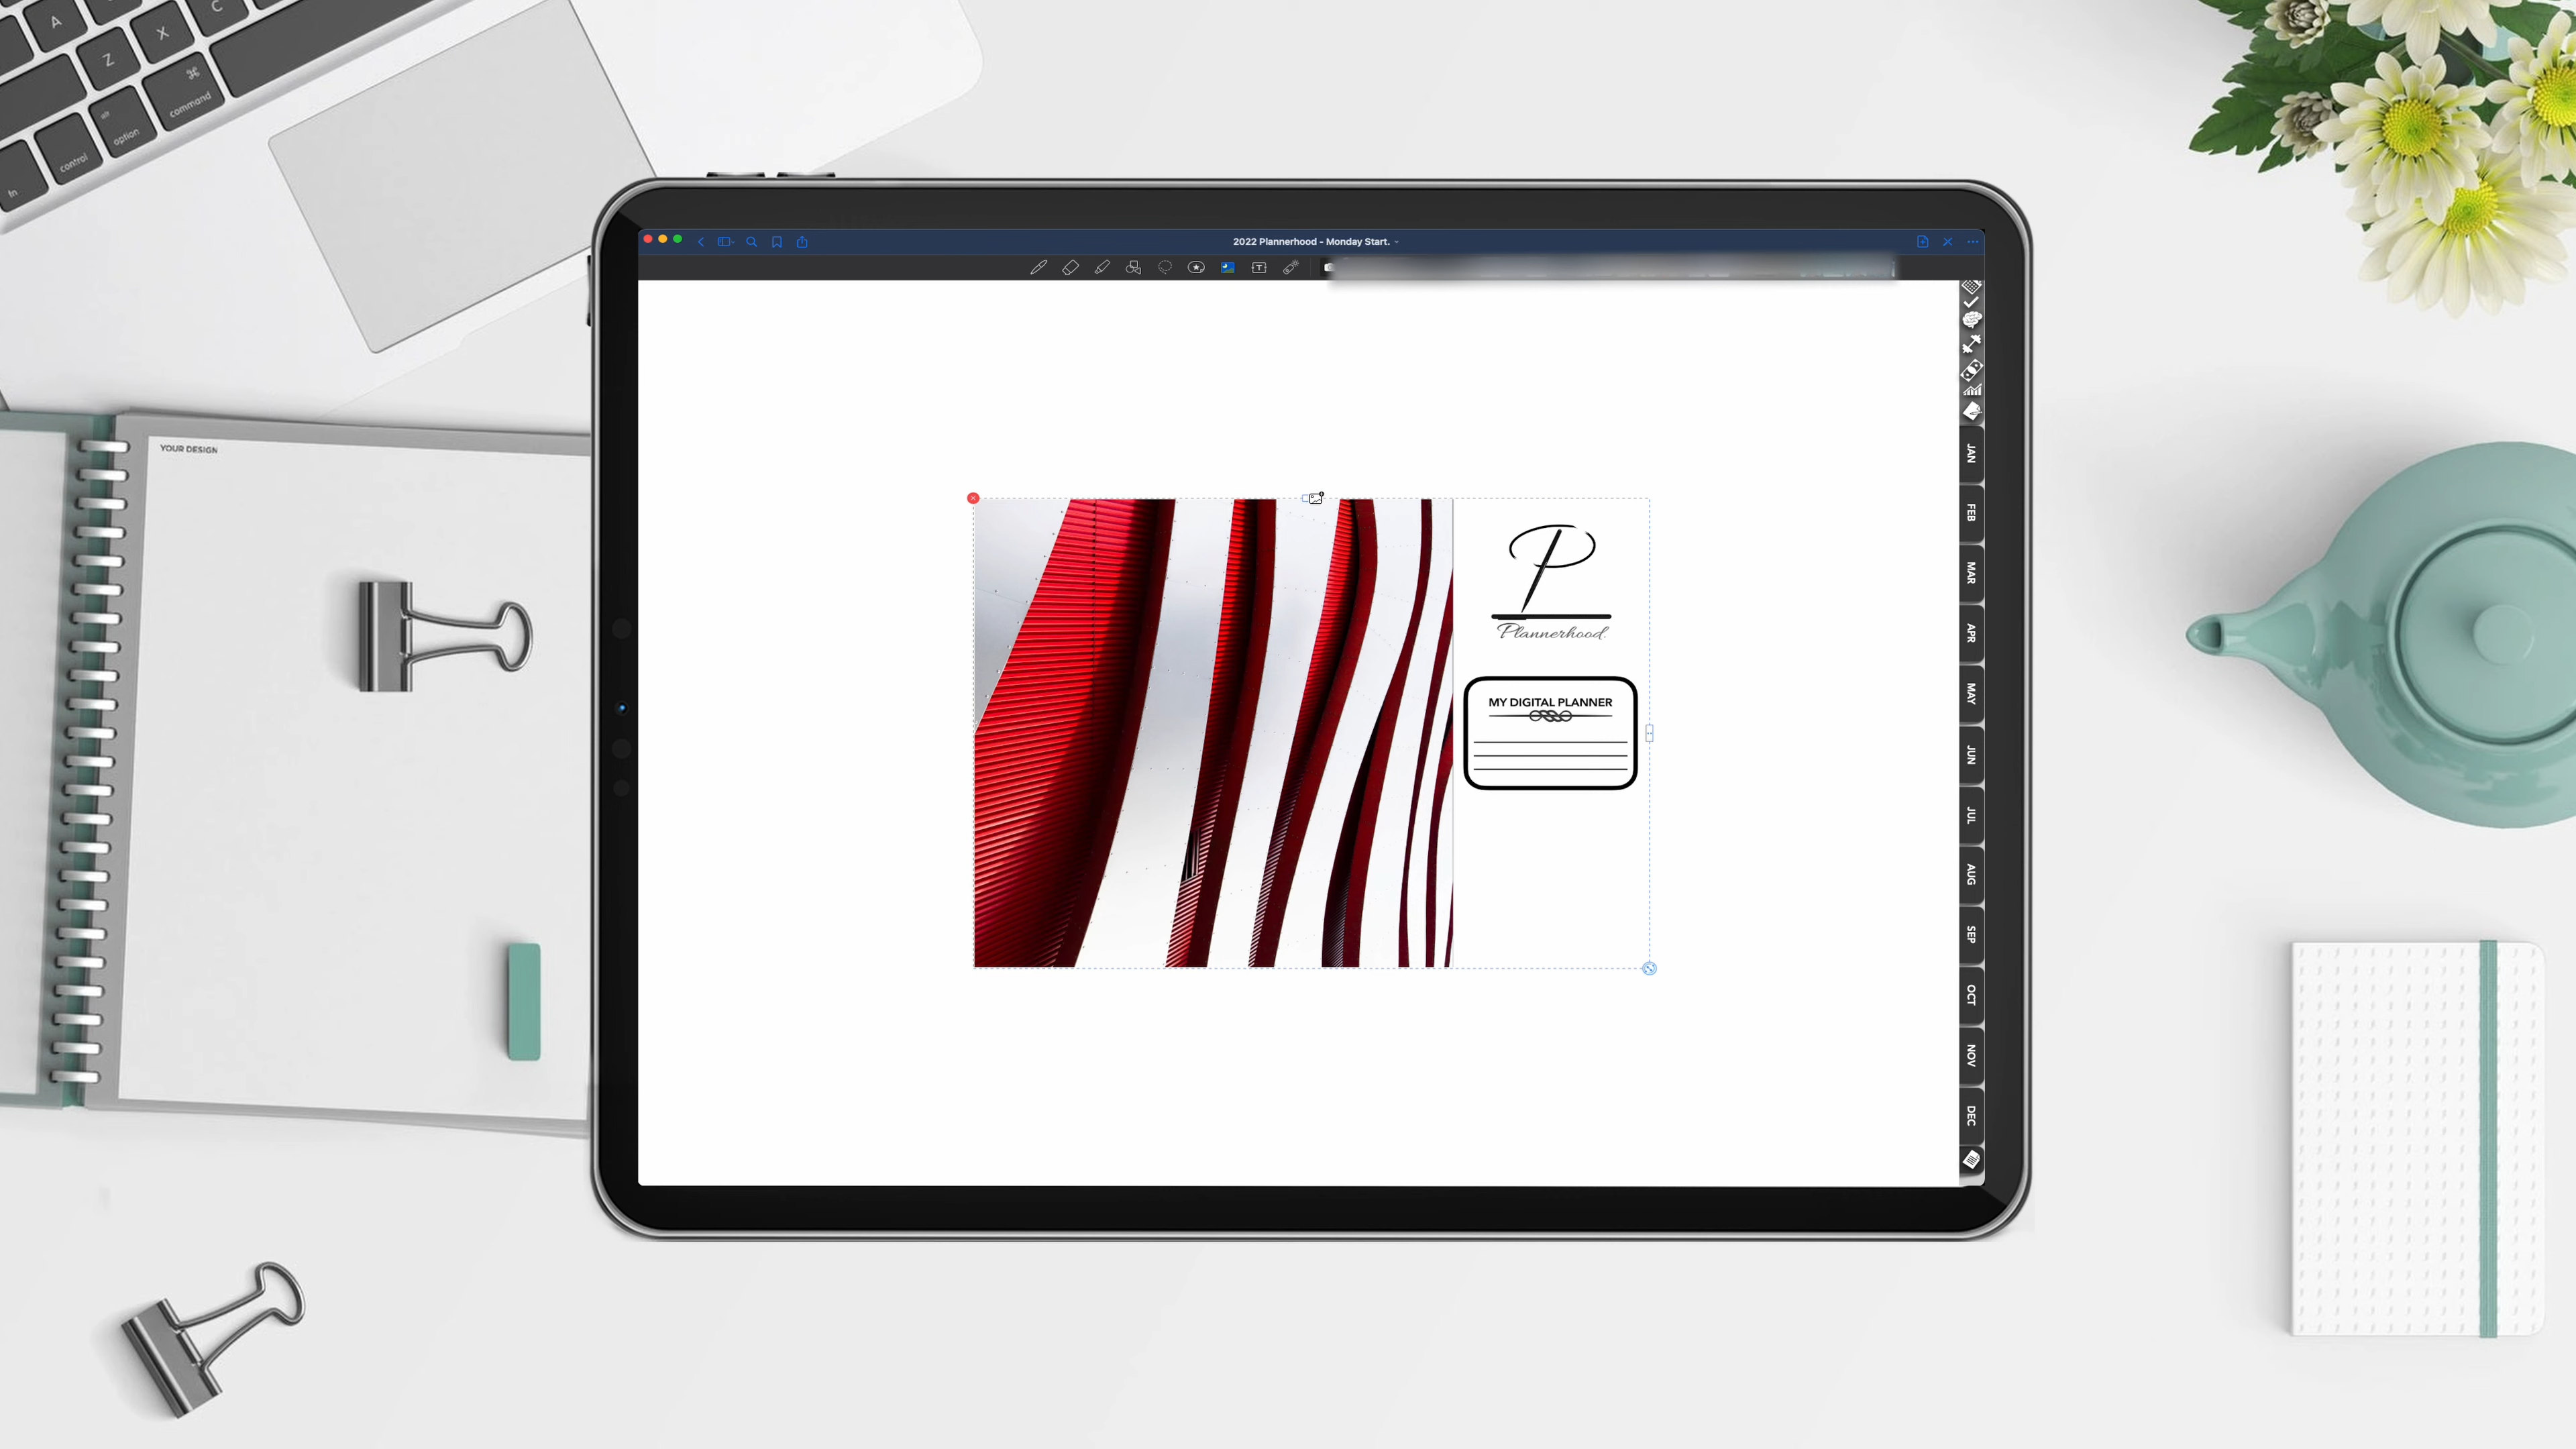 A
Z
X
C
fn
control
alt
option
⌘
command
YOUR DESIGN
2022 Plannerhood - Monday Start.
T
JAN
FEB
MAR
APR
MAY
JUN
JUL
AUG
SEP
OCT
NOV
DEC
P
Plannerhood.
MY DIGITAL PLANNER